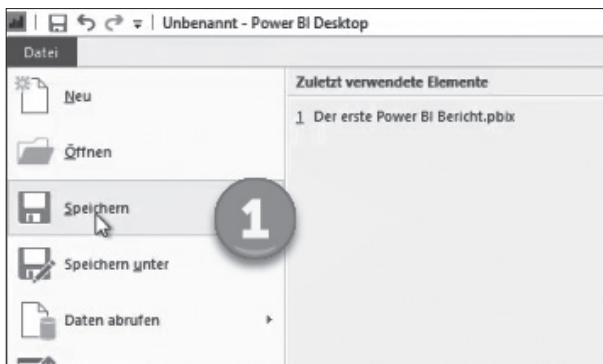 Unbenannt - Power BI Desktop
Datei
Neu
Öffnen
Speichern
Speichern unter
Daten abrufen
1
Zuletzt verwendete Elemente
1 Der erste Power BI Bericht.pbix